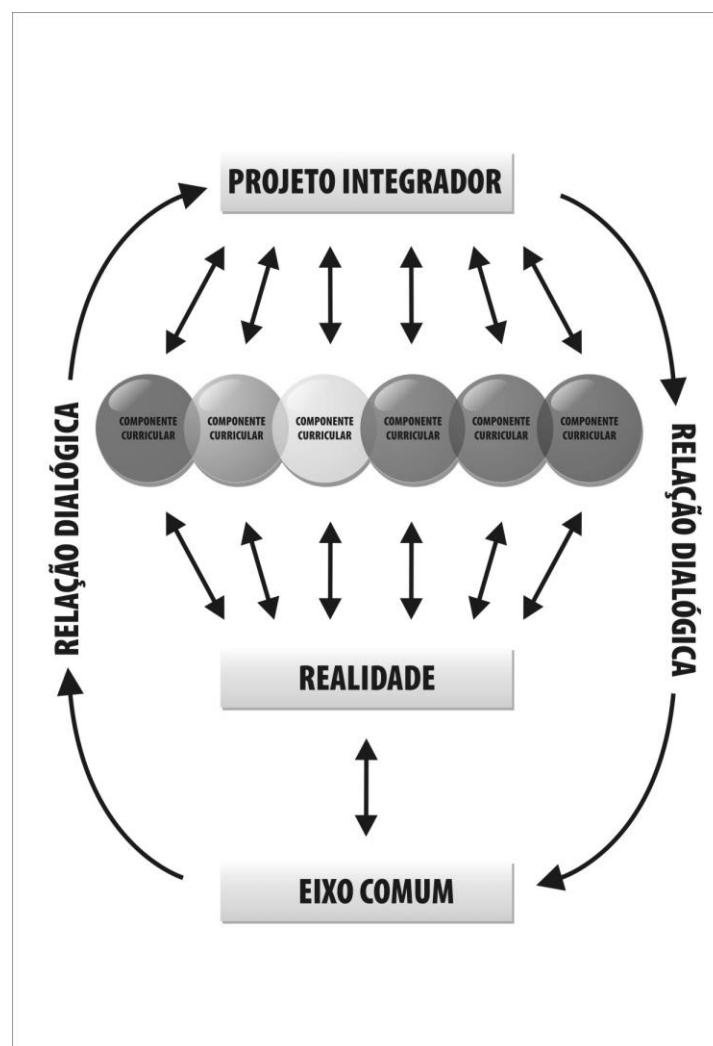 PROJETO INTEGRADOR
COMPONENTE
CURRICULAR
COMPONENTE
CURRICULAR
COMPONENTE
CURRICULAR
COMPONENTE
CURRICULAR
COMPONENTE
CURRICULAR
COMPONENTE
CURRICULAR
RELAÇÃO DIALÓGICA
RELAÇÃO DIALÓGICA
REALIDADE
EIXO COMUM